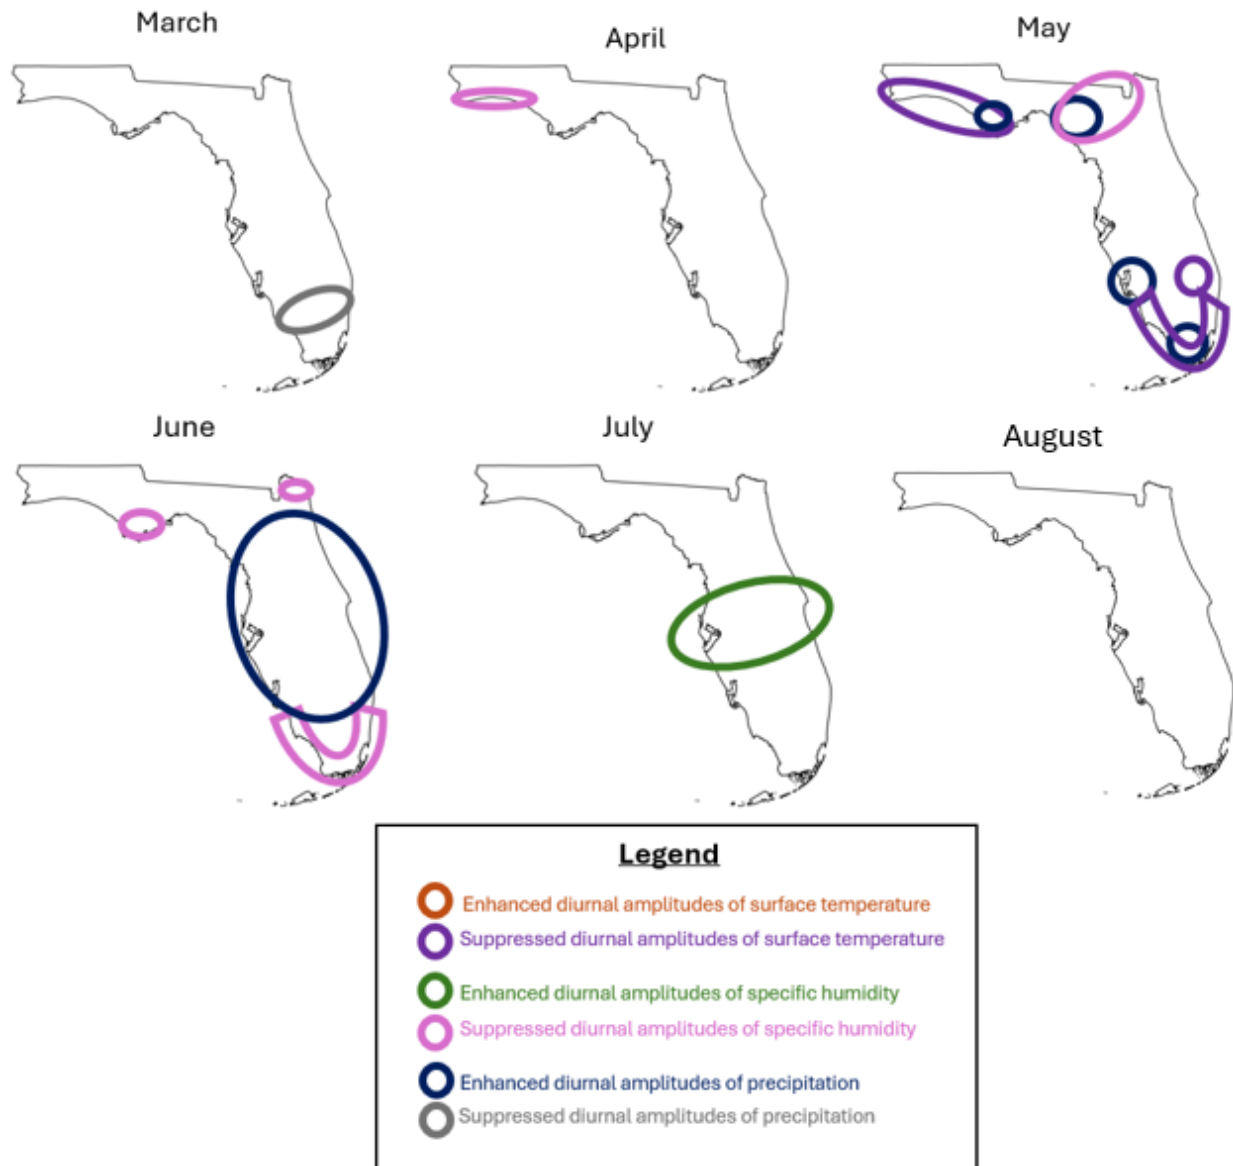 March
April
May
June
July
August
Legend
Enhanced diurnal amplitudes of surface temperature
Suppressed diurnal amplitudes of surface temperature
Enhanced diurnal amplitudes of specific humidity
Suppressed diurnal amplitudes of specific humidity
Enhanced diurnal amplitudes of precipitation
Suppressed diurnal amplitudes of precipitation